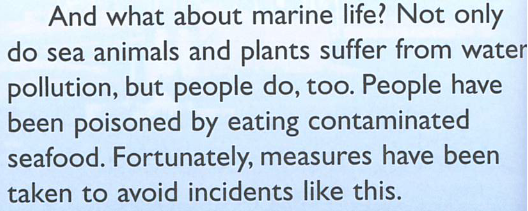 And what about marine life? Not only
do sea animals and plants suffer from water
pollution, but people do, too. People have
been poisoned by eating contaminated
seafood. Fortunately, measures have been
taken to avoid incidents like this.